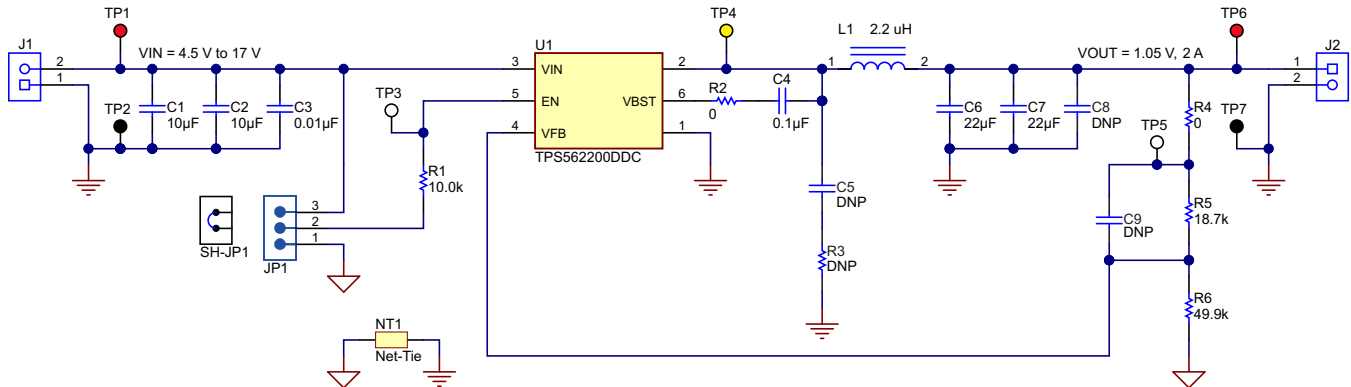 TP1
TP4
TP6
J1
VIN = 4.5 V to 17 V
U1
L1 2.2 uH
VOUT = 1.05 V, 2 A
J2
2
1
3 VIN
2
1
2
1
2
TP2
C1
10µF
C2
10µF
C3
0.01µF
TP3
5 EN
VBST 6
R2
0
C4
0.1µF
C6
22µF
C7
22µF
C8
DNP
R4
0
TP5
TP7
4 VFB
1
TPS562200DDC
R1
10.0k
C5
DNP
C9
DNP
R5
18.7k
SH-JP1
3
2
1
JP1
R3
DNP
R6
49.9k
NT1
Net-Tie